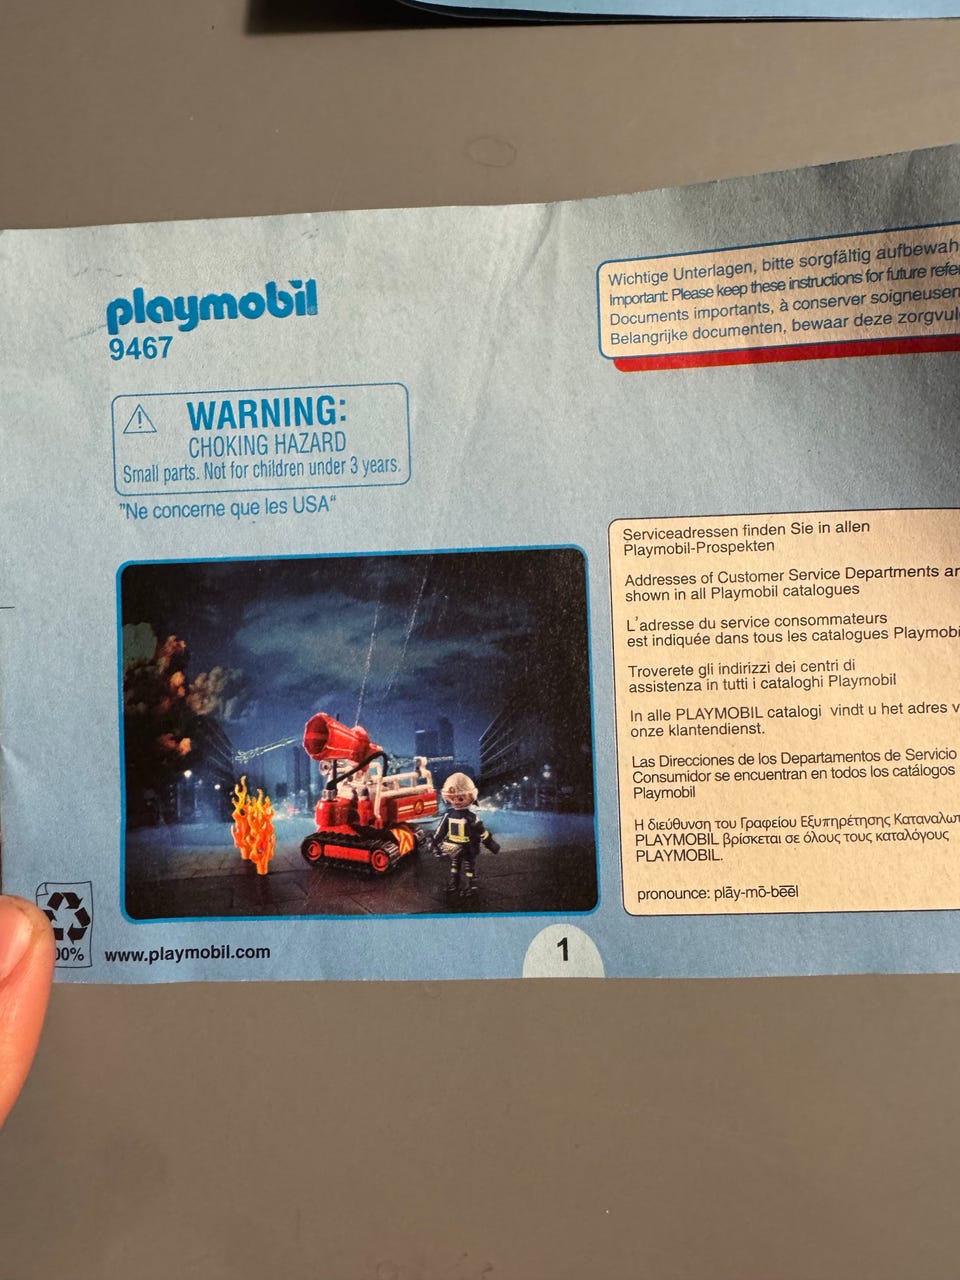 playmobil
9467
WARNING:
CHOKING HAZARD
Small parts. Not for children under 3 years.
"Ne concerne que les USA“
www.playmobil.com
1
Wichtige Unterlagen, bitte sorgfältig
Important: Please keep these instructions for future
Documents importants, à conserver
Belangrijke documenten, bewaar deze
Serviceadressen finden Sie in allen
Playmobil-Prospekten
Addresses of Customer Service Departments
shown in all Playmobil catalogues
L'adresse du service consommateurs
est indiquée dans tous les catalogues
Troverete gli indirizzi dei centri di
assistenza in tutti i cataloghi Playmobil
In alle PLAYMOBIL catalogi vindt u het adres
onze klantendienst.
Las Direcciones de los Departamentos de Servicio
Consumidor se encuentran en todos los catálogos
Playmobil
Η διεύθυνση του Γραφείου Εξυπηρέτησης
PLAYMOBIL βρίσκεται σε όλους τους καταλόγους
PLAYMOBIL.
pronounce: plāy-mō-bēēl